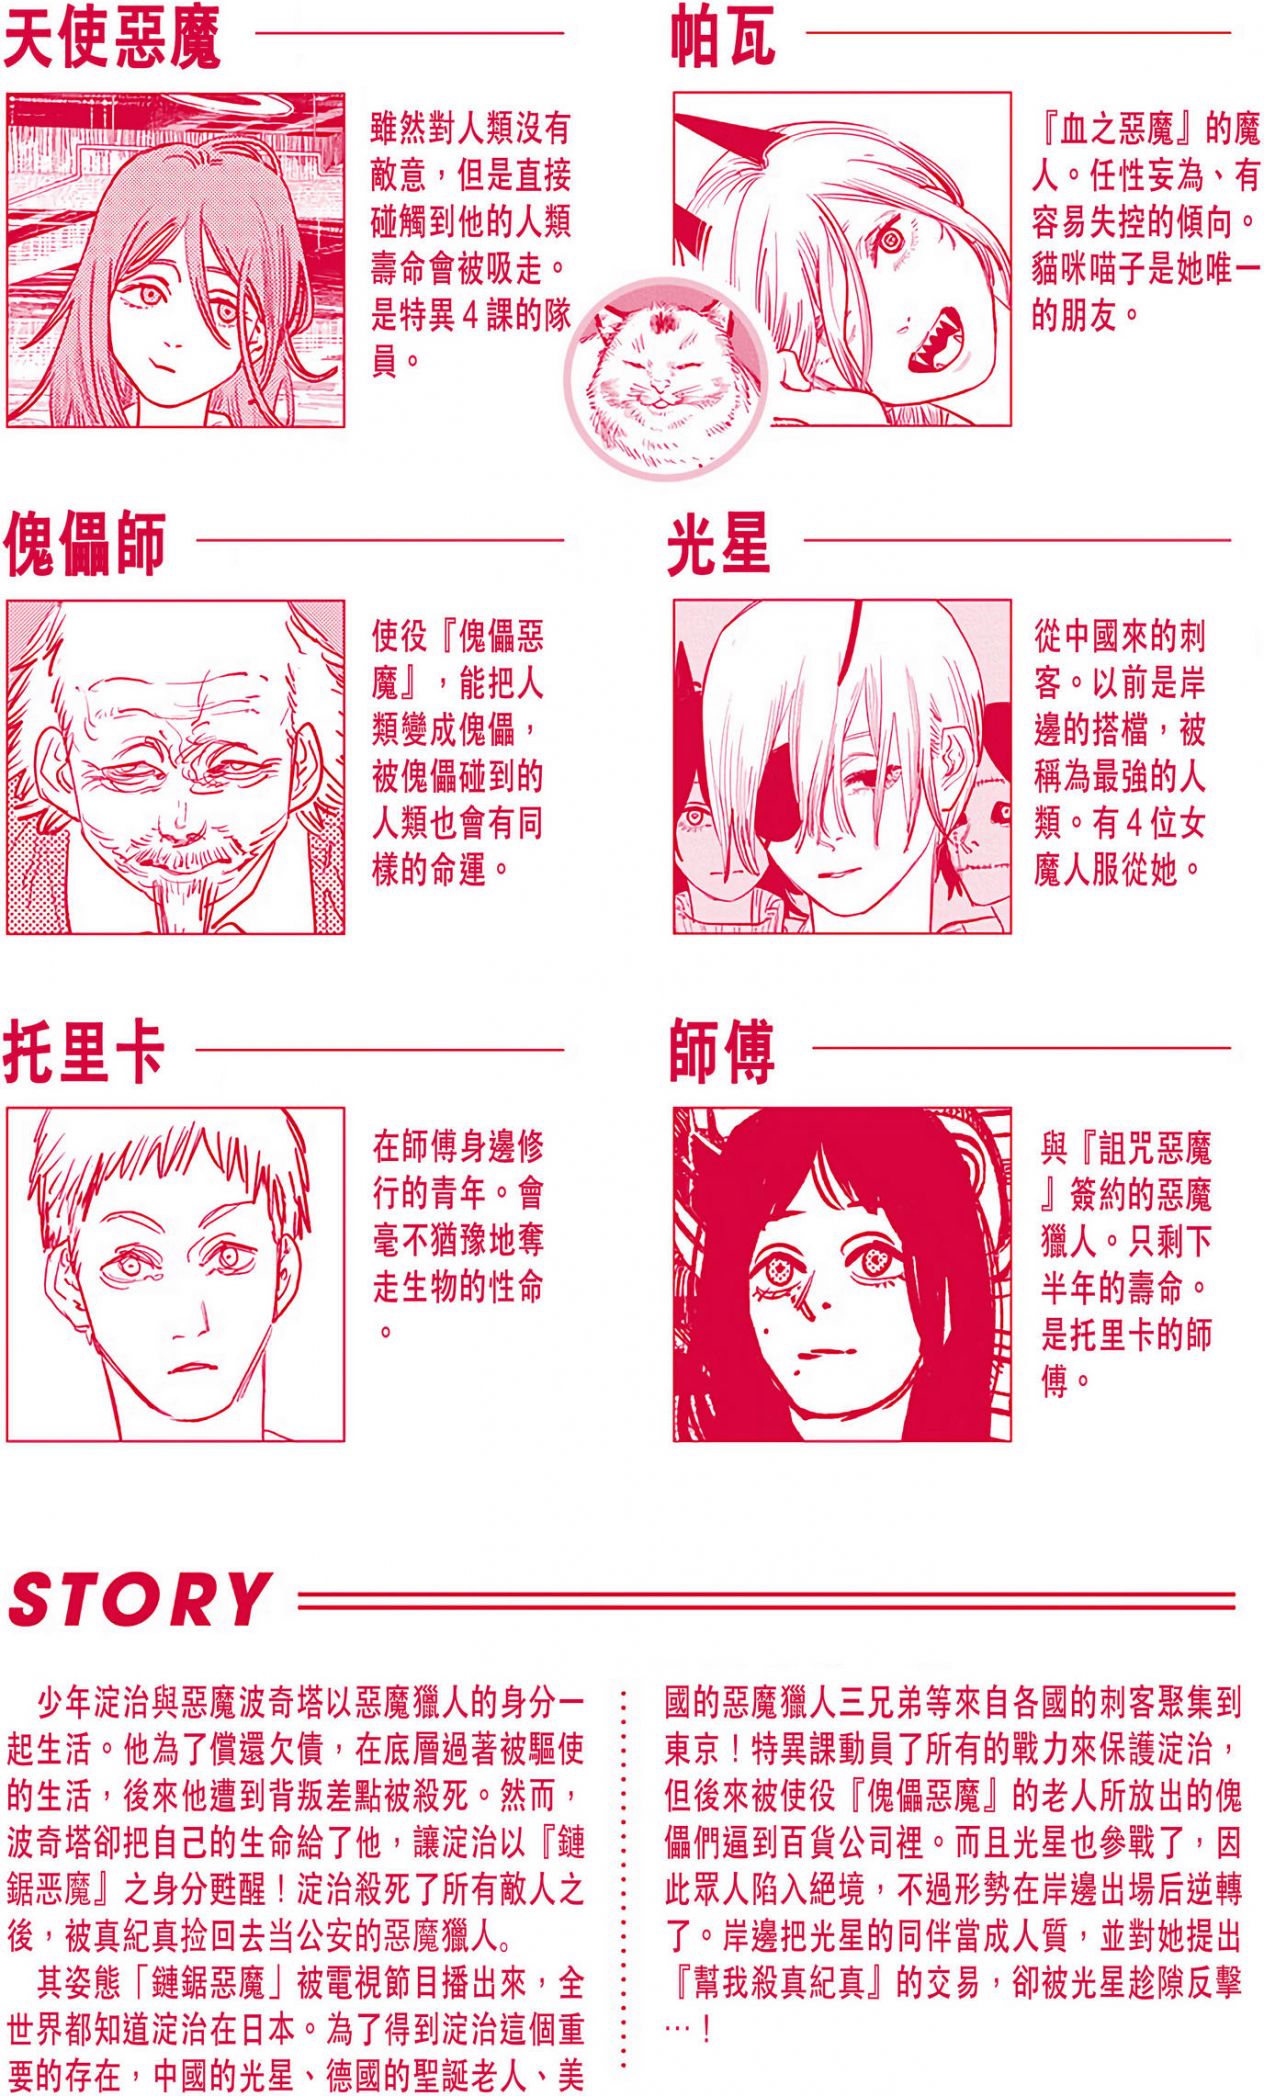 天使惡魔
雖然對人類沒有
敵意，但是直接
碰觸到他的人類
壽命會被吸走。
是特異4課的隊
員。
帕瓦
『血之惡魔』的魔
人。任性妄為、有
容易失控的傾向。
貓咪喵子是她唯一
的朋友。
傀儡師
使役『傀儡惡
魔』，能把人
類變成傀儡，
被傀儡碰到的
人類也會有同
樣的命運。
光星
從中國來的刺
客。以前是岸
邊的搭檔，被
稱為最強的人
類。有4位女
魔人服從她。
托里卡
在師傅身邊修
行的青年。會
毫不猶豫地奪
走生物的性命
。
師傅
與『詛咒惡魔
』簽約的惡魔
獵人。只剩下
半年的壽命。
是托里卡的師
傅。
STORY
少年淀治與惡魔波奇塔以惡魔獵人的身分一
起生活。他為了償還欠債，在底層過著被驅使
的生活，後來他遭到背叛差點被殺死。然而，
波奇塔卻把自己的生命給了他，讓淀治以『鏈
鋸恶魔』之身分甦醒！淀治殺死了所有敵人之
後，被真紀真捡回去当公安的惡魔獵人。
其姿態「鏈鋸惡魔」被電視節目播出來，全
世界都知道淀治在日本。為了得到淀治這個重
要的存在，中國的光星、德國的聖誕老人、美
國的惡魔獵人三兄弟等來自各國的刺客聚集到
東京！特異課動員了所有的戰力來保護淀治，
但後來被使役『傀儡惡魔』的老人所放出的傀
儡們逼到百貨公司裡。而且光星也參戰了，因
此眾人陷入絕境，不過形勢在岸邊出場后逆轉
了。岸邊把光星的同伴當成人質，並對她提出
『幫我殺真紀真』的交易，卻被光星趁隙反擊
…！